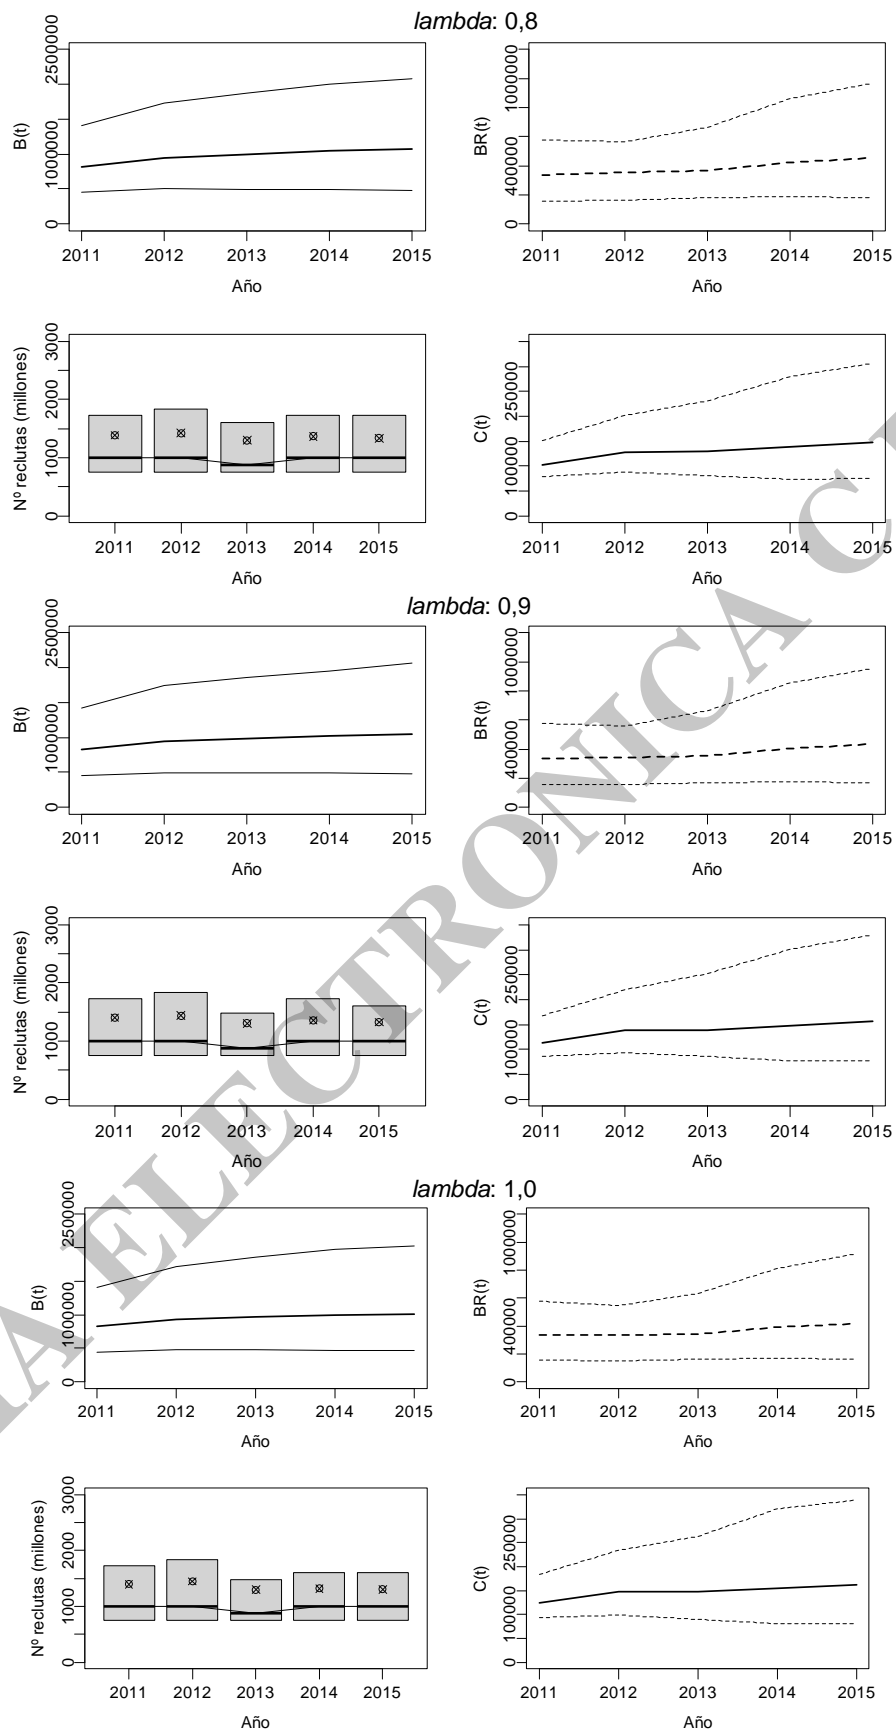 lambda: 0,8
B(t)
0 1000000 2500000
2011 2012 2013 2014 2015
Año
BR(t)
0 400000 1000000
2011 2012 2013 2014 2015
Año
Nº reclutas (millones)
0 1000 2000 3000
2011 2012 2013 2014 2015
Año
C(t)
0 100000 250000
2011 2012 2013 2014 2015
Año
lambda: 0,9
B(t)
0 1000000 2500000
2011 2012 2013 2014 2015
Año
BR(t)
0 400000 1000000
2011 2012 2013 2014 2015
Año
Nº reclutas (millones)
0 1000 2000 3000
2011 2012 2013 2014 2015
Año
C(t)
0 100000 250000
2011 2012 2013 2014 2015
Año
lambda: 1,0
B(t)
0 1000000 2500000
2011 2012 2013 2014 2015
Año
BR(t)
0 400000 1000000
2011 2012 2013 2014 2015
Año
Nº reclutas (millones)
0 1000 2000 3000
2011 2012 2013 2014 2015
Año
C(t)
0 100000 250000
2011 2012 2013 2014 2015
Año
ELECTRONICA